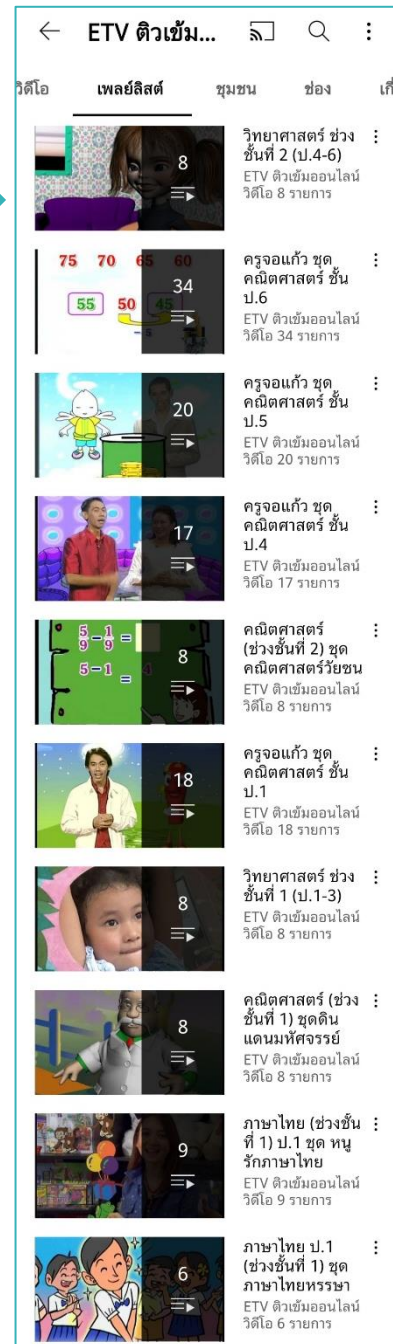 ETV ติวเข้ม...
วิดีโอ เพลย์ลิสต์ ชุมชน ช่อง เกี่
8
วิทยาศาสตร์ ช่วง
ชั้นที่ 2 (ป.4-6)
ETV ติวเข้มออนไลน์
วิดีโอ 8 รายการ
75 70 65 60
55 50 45
34
ครูจอแก้ว ชุด
คณิตศาสตร์ ชั้น
ป.6
ETV ติวเข้มออนไลน์
วิดีโอ 34 รายการ
20
ครูจอแก้ว ชุด
คณิตศาสตร์ ชั้น
ป.5
ETV ติวเข้มออนไลน์
วิดีโอ 20 รายการ
17
ครูจอแก้ว ชุด
คณิตศาสตร์ ชั้น
ป.4
ETV ติวเข้มออนไลน์
วิดีโอ 17 รายการ
5/9 - 1/9 =
5-1 = 4
8
คณิตศาสตร์
(ช่วงชั้นที่ 2) ชุด
คณิตศาสตร์วัยซน
ETV ติวเข้มออนไลน์
วิดีโอ 8 รายการ
18
ครูจอแก้ว ชุด
คณิตศาสตร์ ชั้น
ป.1
ETV ติวเข้มออนไลน์
วิดีโอ 18 รายการ
8
วิทยาศาสตร์ ช่วง
ชั้นที่ 1 (ป.1-3)
ETV ติวเข้มออนไลน์
วิดีโอ 8 รายการ
8
คณิตศาสตร์ (ช่วง
ชั้นที่ 1) ชุดดิน
แดนมหัศจรรย์
ETV ติวเข้มออนไลน์
วิดีโอ 8 รายการ
9
ภาษาไทย (ช่วงชั้น
ที่ 1) ป.1 ชุด หนู
รักภาษาไทย
ETV ติวเข้มออนไลน์
วิดีโอ 9 รายการ
6
ภาษาไทย ป.1
(ช่วงชั้นที่ 1) ชุด
ภาษาไทยหรรษา
ETV ติวเข้มออนไลน์
วิดีโอ 6 รายการ